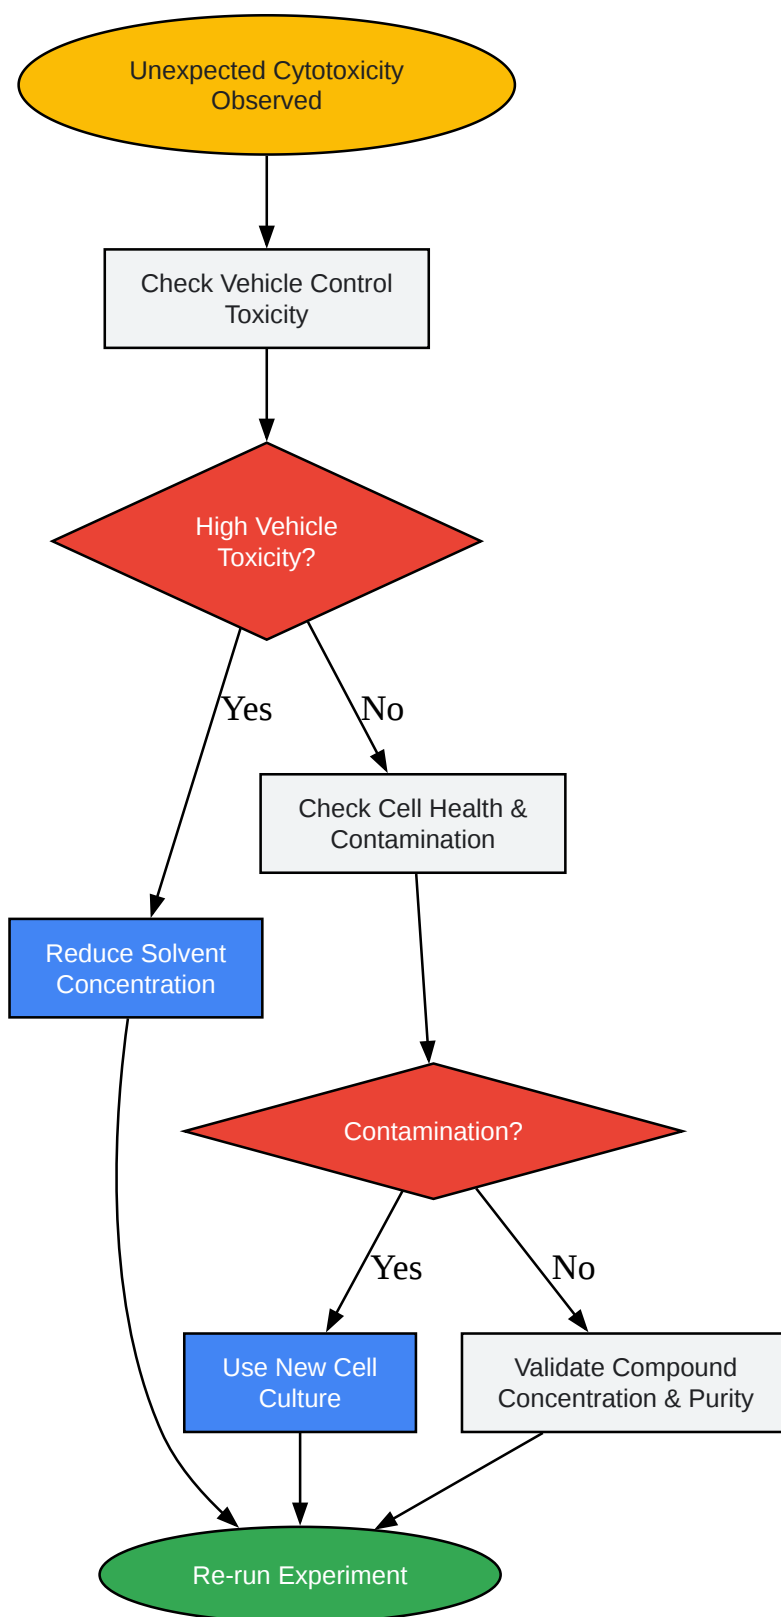 Unexpected Cytotoxicity
Observed
Check Vehicle Control
Toxicity
High Vehicle
Toxicity?
Yes
No
Check Cell Health &
Contamination
Reduce Solvent
Concentration
Contamination?
Yes
No
Use New Cell
Culture
Validate Compound
Concentration & Purity
Re-run Experiment